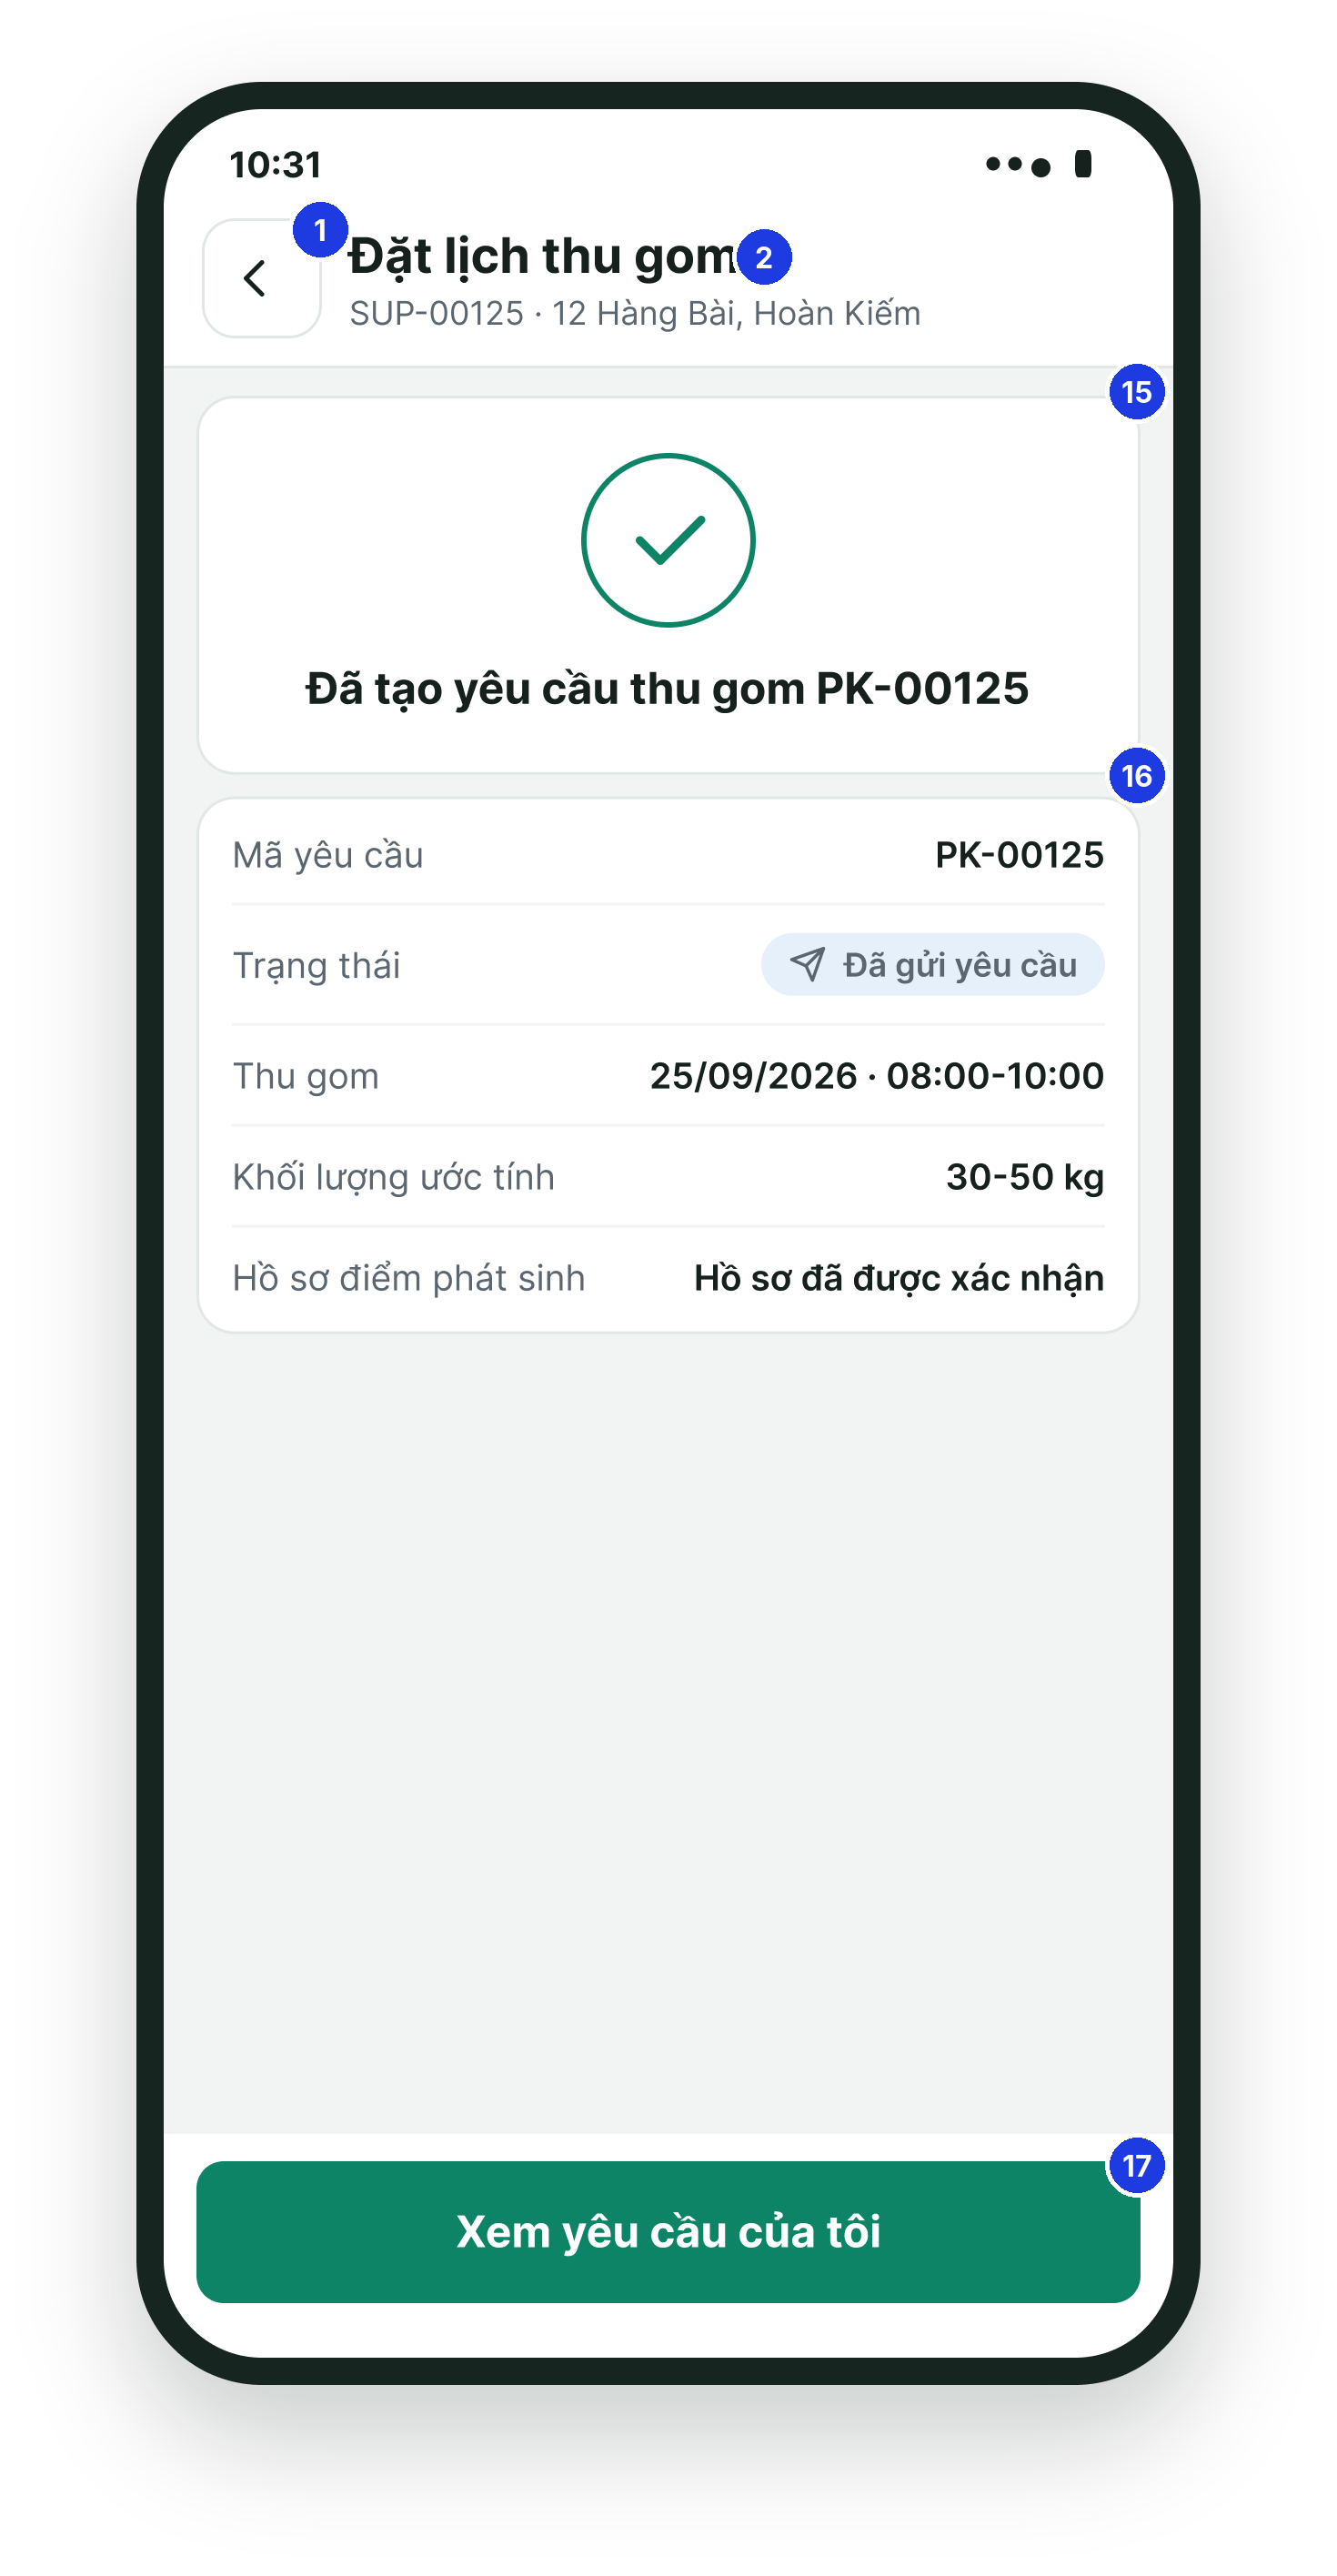 10:31
1
Đặt lịch thu gom 2
SUP-00125 · 12 Hàng Bài, Hoàn Kiếm
15
Đã tạo yêu cầu thu gom PK-00125
16
Mã yêu cầu PK-00125
Trạng thái Đã gửi yêu cầu
Thu gom 25/09/2026 · 08:00-10:00
Khối lượng ước tính 30-50 kg
Hồ sơ điểm phát sinh Hồ sơ đã được xác nhận
17
Xem yêu cầu của tôi